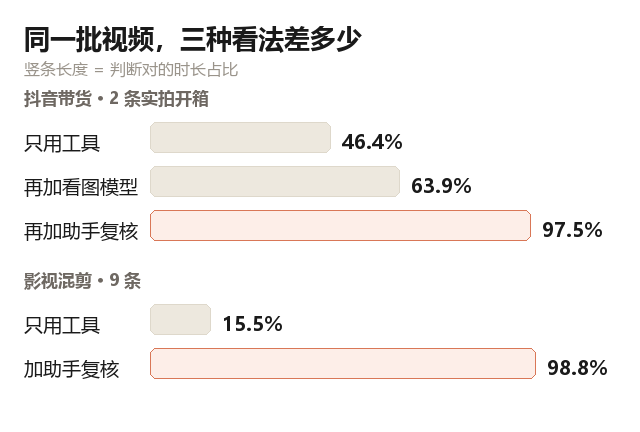 同一批视频，三种看法差多少
竖条长度 = 判断对的时长占比
抖音带货 · 2 条实拍开箱
只用工具 46.4%
再加看图模型 63.9%
再加助手复核 97.5%
影视混剪 · 9 条
只用工具 15.5%
加助手复核 98.8%